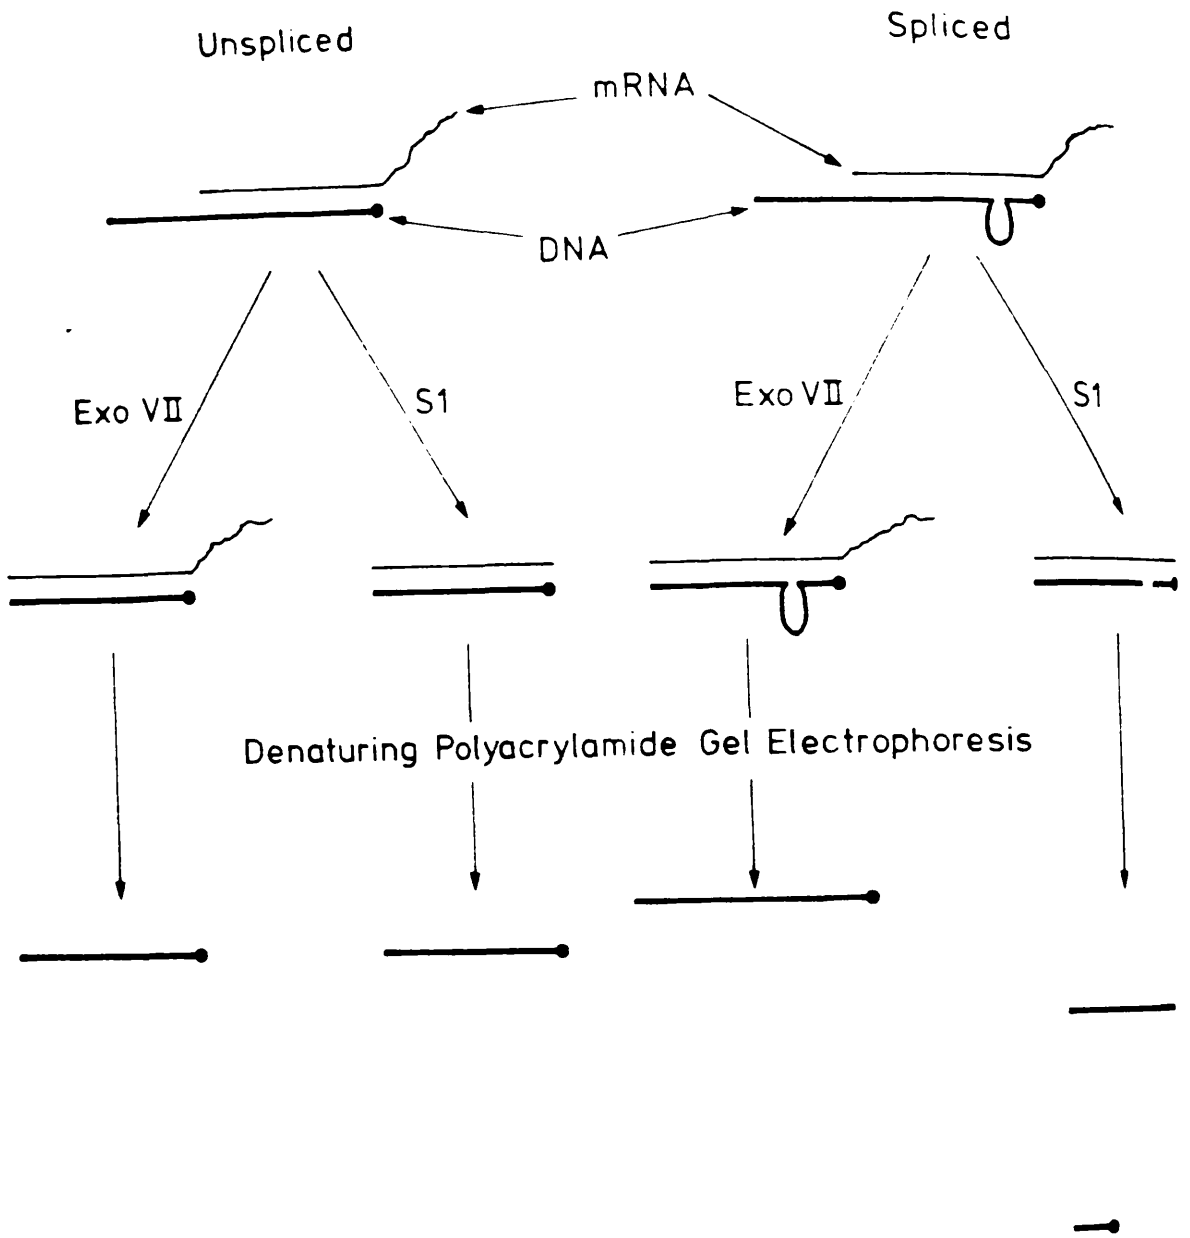 Unspliced
Spliced
mRNA
DNA
Exo VII
S1
Exo VII
S1
Denaturing Polyacrylamide Gel Electrophoresis